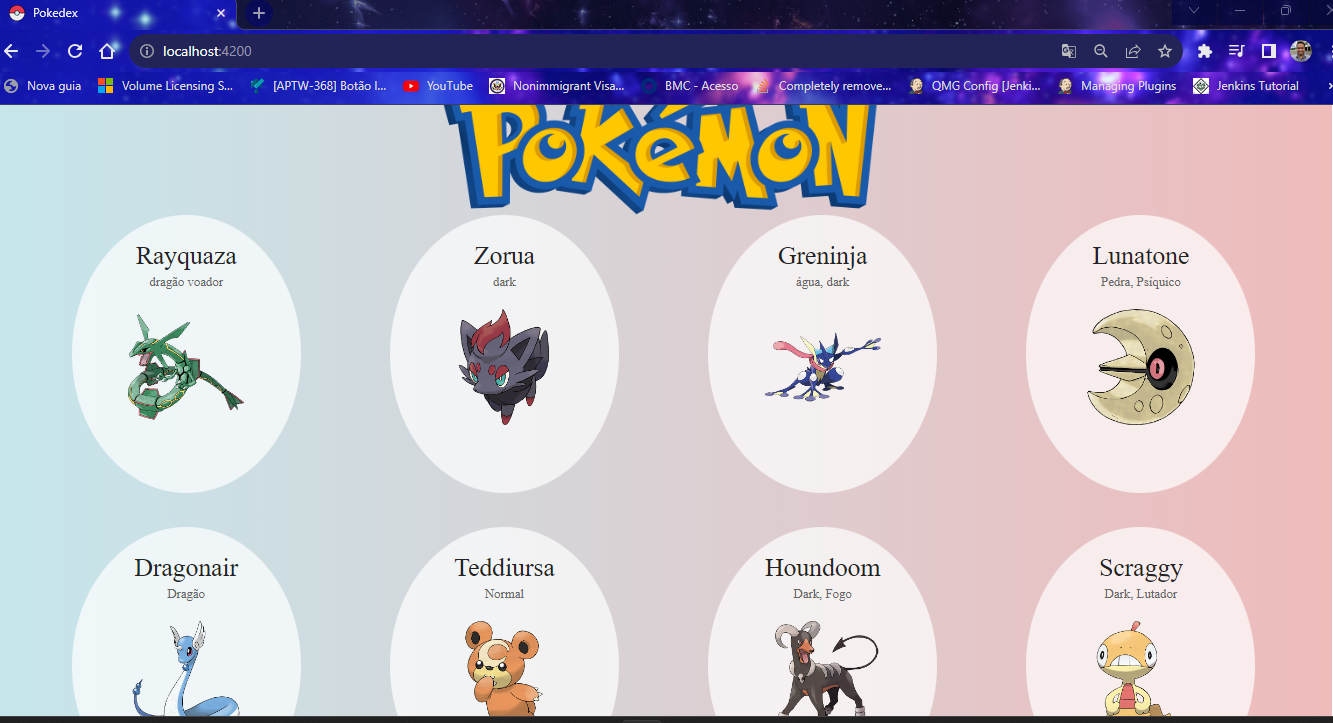 Pokedex
localhost:4200
Nova guia
Volume Licensing S...
[APTW-368] Botão I...
YouTube
Nonimmigrant Visa...
BMC - Acesso
Completely remove...
QMG Config [Jenki...
Managing Plugins
Jenkins Tutorial
POKéMON
Rayquaza
dragão voador
Zorua
dark
Greninja
água, dark
Lunatone
Pedra, Psíquico
Dragonair
Dragão
Teddiursa
Normal
Houndoom
Dark, Fogo
Scraggy
Dark, Lutador